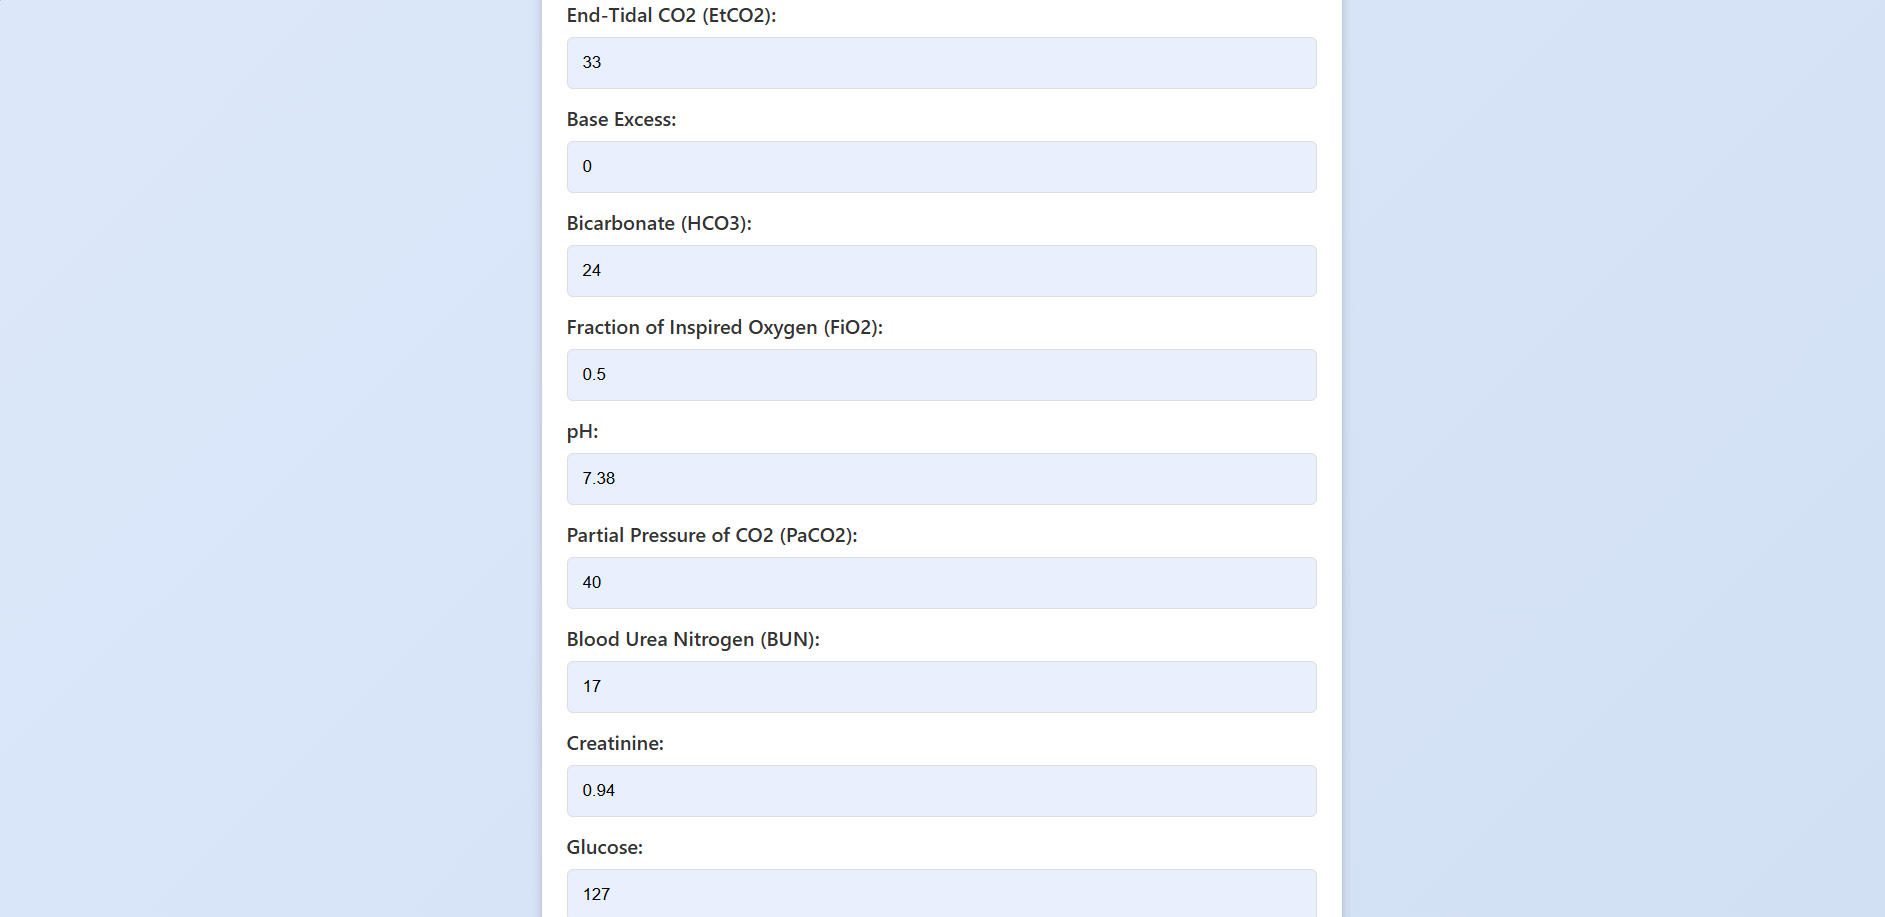 End-Tidal CO2 (EtCO2):
33
Base Excess:
0
Bicarbonate (HCO3):
24
Fraction of Inspired Oxygen (FiO2):
0.5
pH:
7.38
Partial Pressure of CO2 (PaCO2):
40
Blood Urea Nitrogen (BUN):
17
Creatinine:
0.94
Glucose:
127